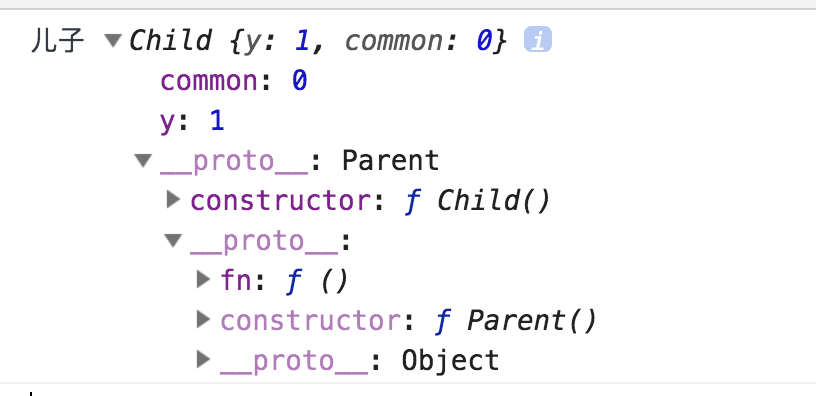 儿子 ▼Child {y: 1, common: 0} i
common: 0
y: 1
▼__proto__: Parent
▶constructor: ƒ Child()
▼__proto__:
▶fn: ƒ ()
▶constructor: ƒ Parent()
▶__proto__: Object